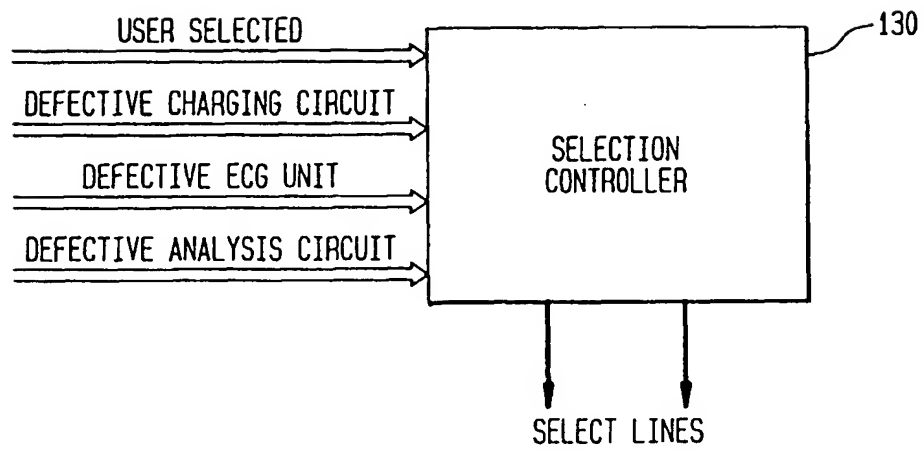 USER SELECTED
130
DEFECTIVE CHARGING CIRCUIT
DEFECTIVE ECG UNIT
DEFECTIVE ANALYSIS CIRCUIT
SELECTION
CONTROLLER
SELECT LINES